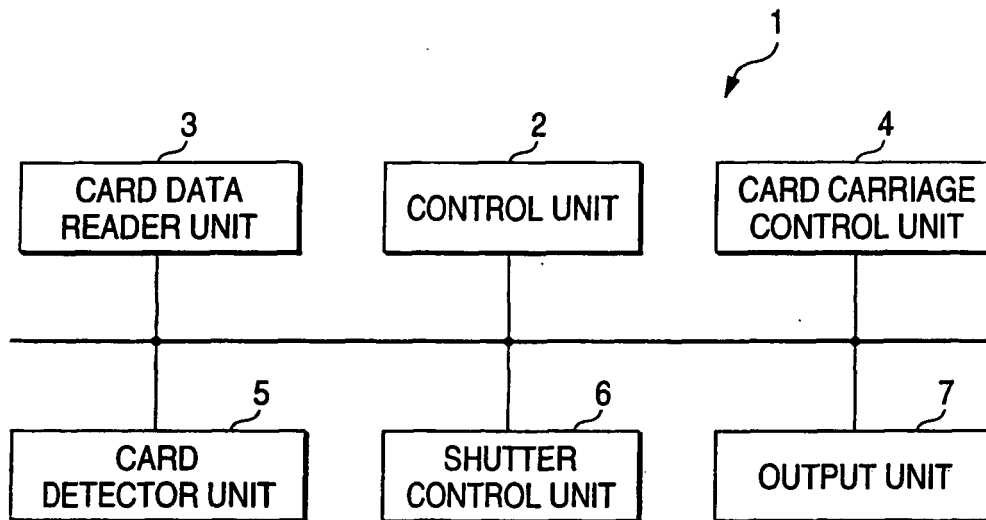 1
3
2
4
CARD DATA
READER UNIT
CONTROL UNIT
CARD CARRIAGE
CONTROL UNIT
5
6
7
CARD
DETECTOR UNIT
SHUTTER
CONTROL UNIT
OUTPUT UNIT